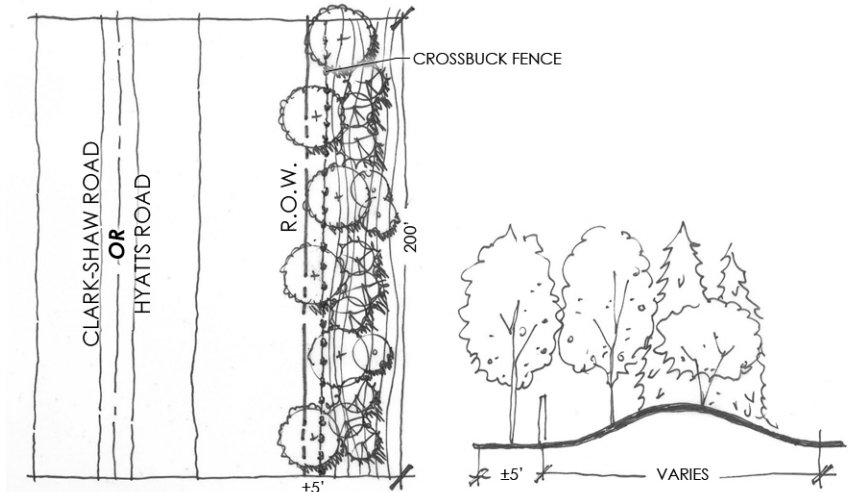 CROSSBUCK FENCE
CLARK-SHAW ROAD
OR
HYATTS ROAD
R.O.W.
200'
±5'
±5'
VARIES